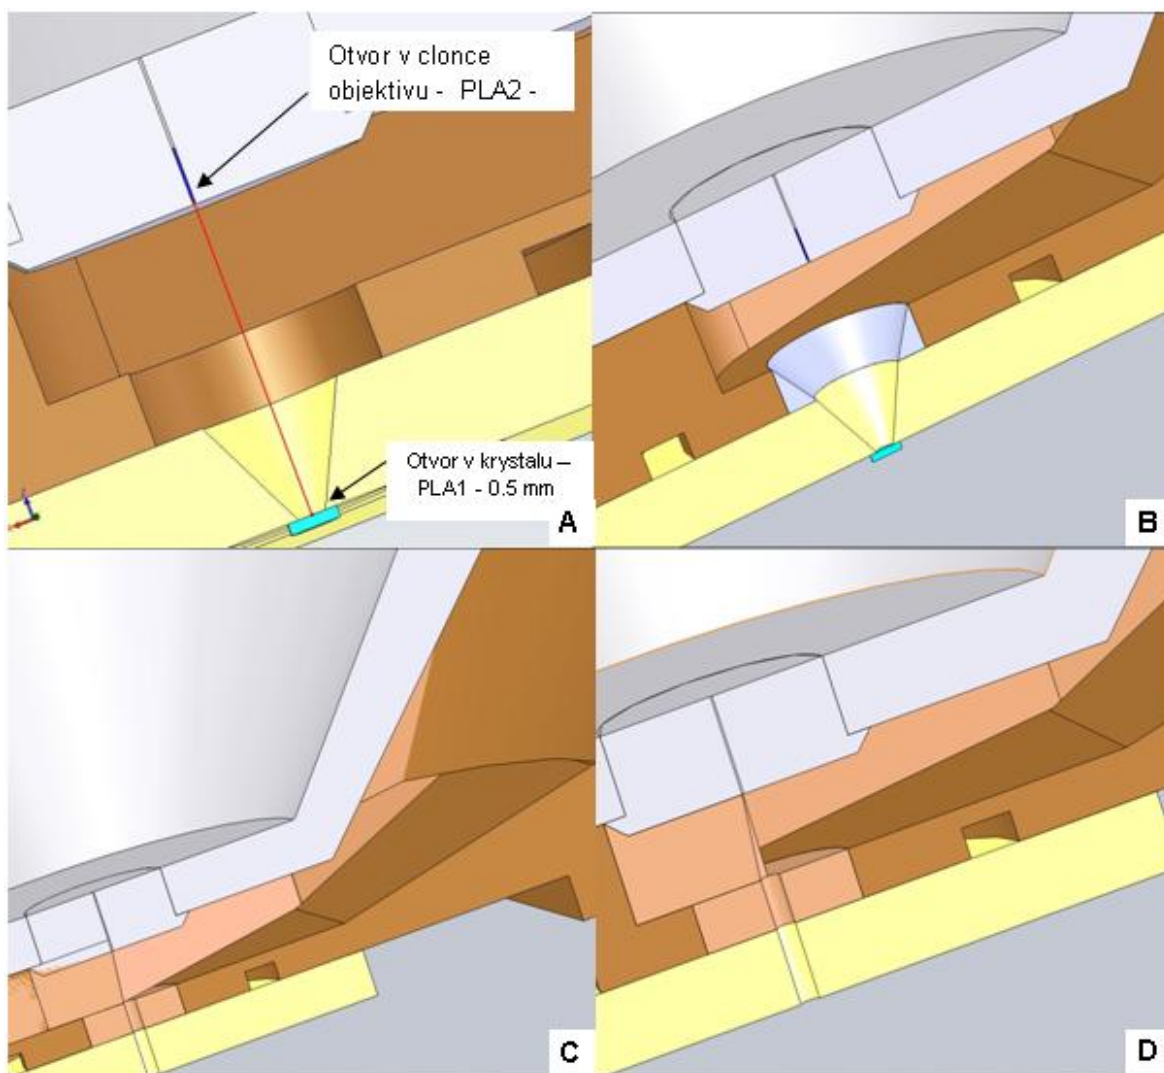 Otvor v clonce
objektivu - PLA2 -
Otvor v krystalu –
PLA1 - 0.5 mm
A
B
C
D